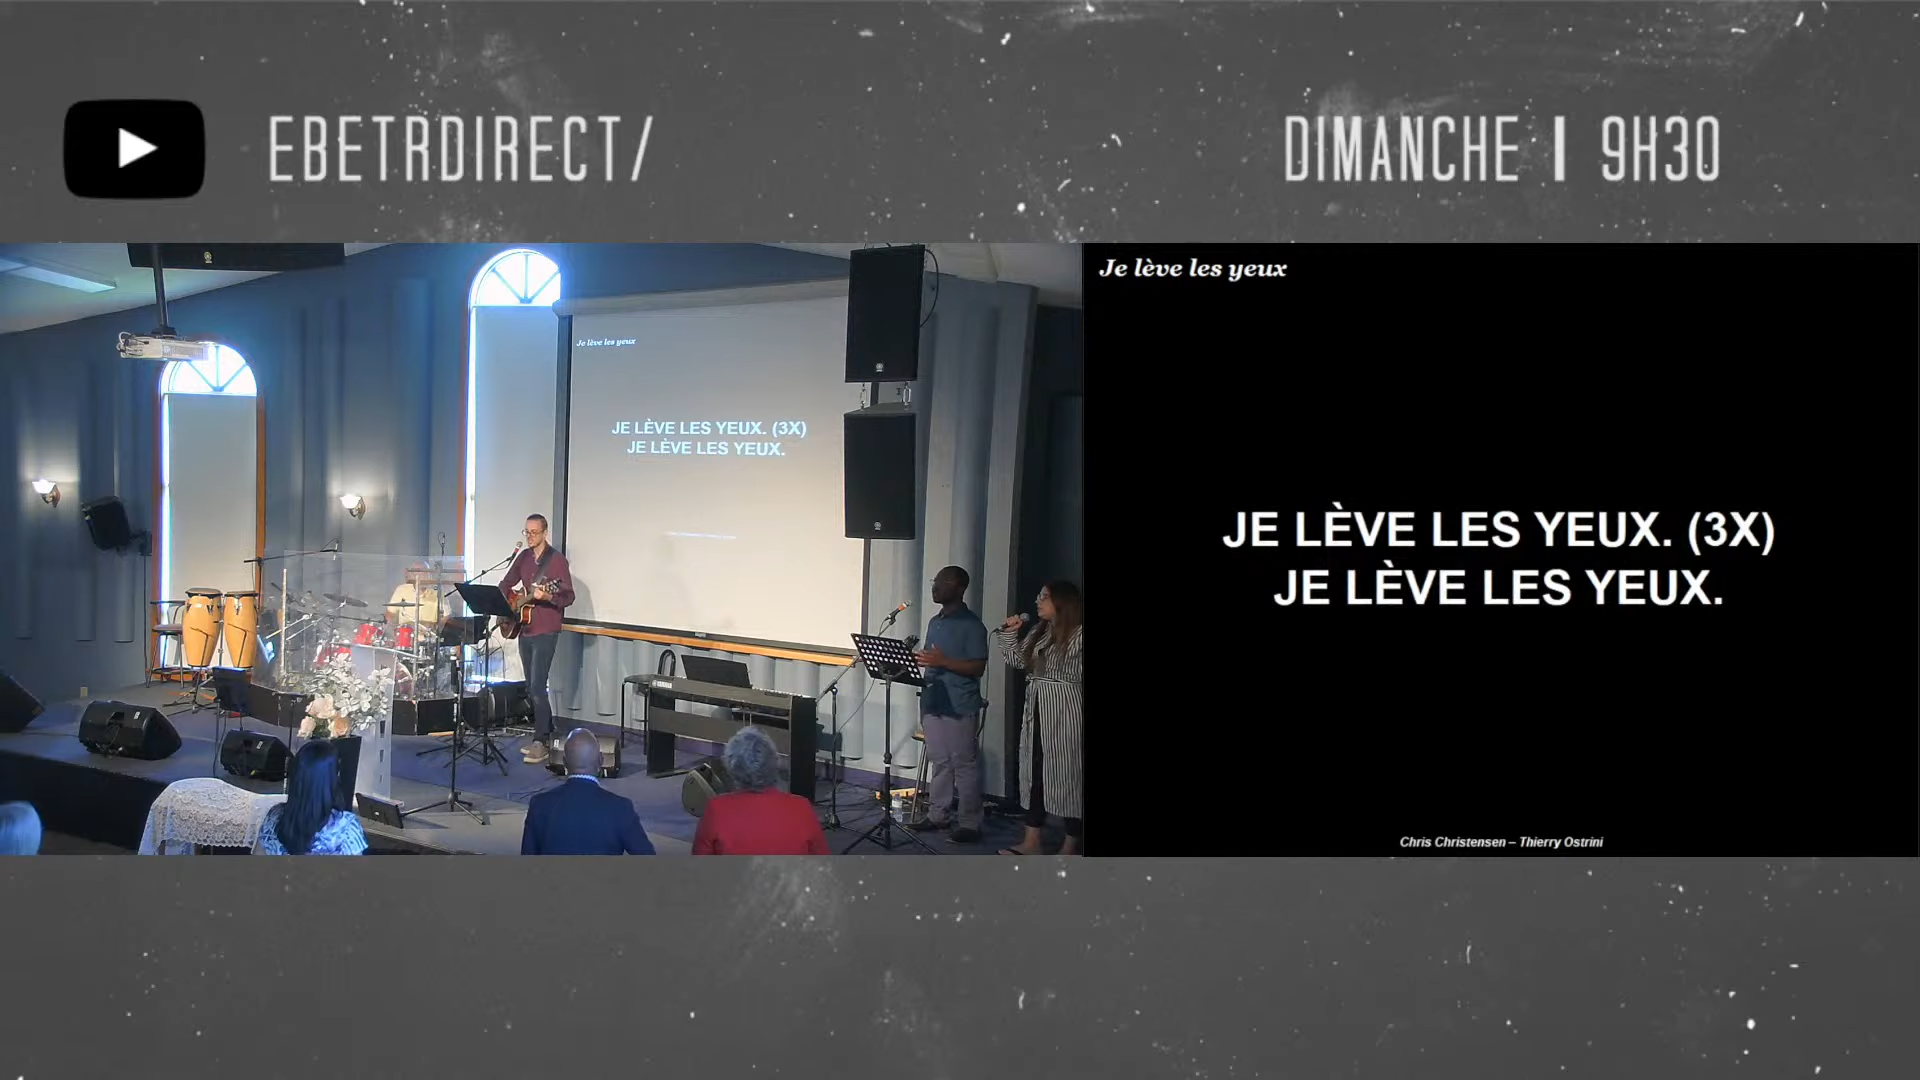 EBETRDIRECT/
DIMANCHE | 9H30
Je lève les yeux
JE LÈVE LES YEUX. (3X)
JE LÈVE LES YEUX.
Je lève les yeux
JE LÈVE LES YEUX. (3X)
JE LÈVE LES YEUX.
Chris Christensen – Thierry Ostrini
YAMAHA